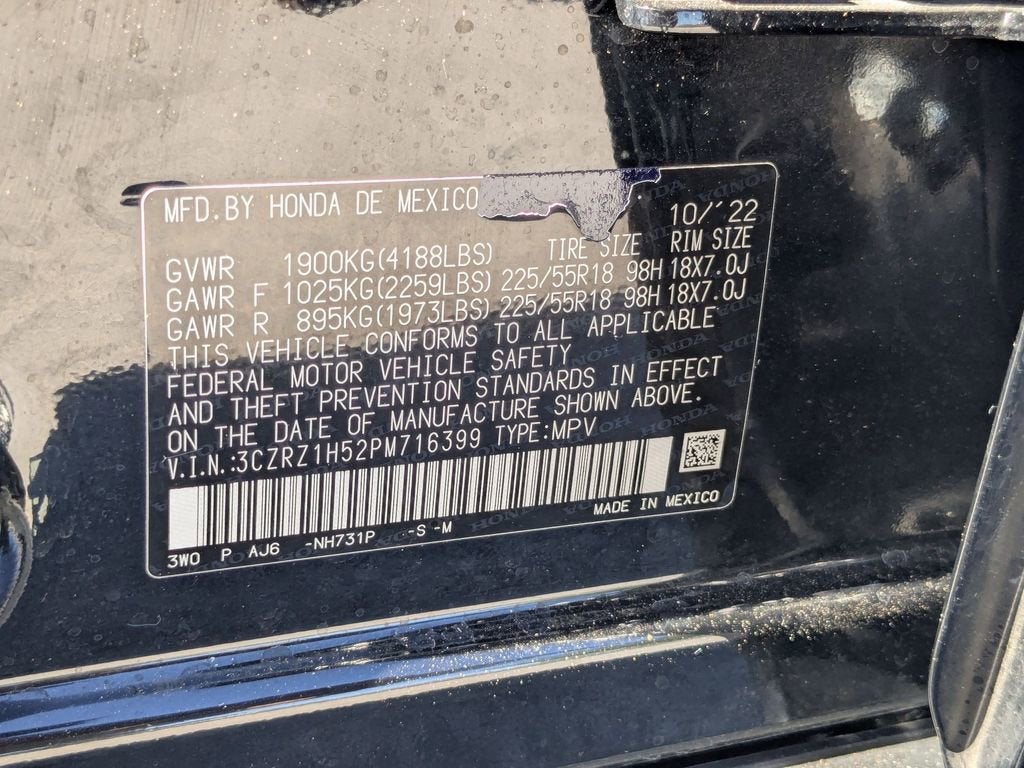 MFD.BY HONDA DE MEXICO 10/´22
TIRE SIZE RIM SIZE
GVWR 1900KG(4188LBS)
GAWR F 1025KG(2259LBS) 225/55R18 98H 18X7.0J
GAWR R 895KG(1973LBS) 225/55R18 98H 18X7.0J
THIS VEHICLE CONFORMS TO ALL APPLICABLE
FEDERAL MOTOR VEHICLE SAFETY
AND THEFT PREVENTION STANDARDS IN EFFECT
ON THE DATE OF MANUFACTURE SHOWN ABOVE.
V.I.N.:3CZRZ1H52PM716399 TYPE:MPV
MADE IN MEXICO
3WO P AJ6 -NH731P -S -M